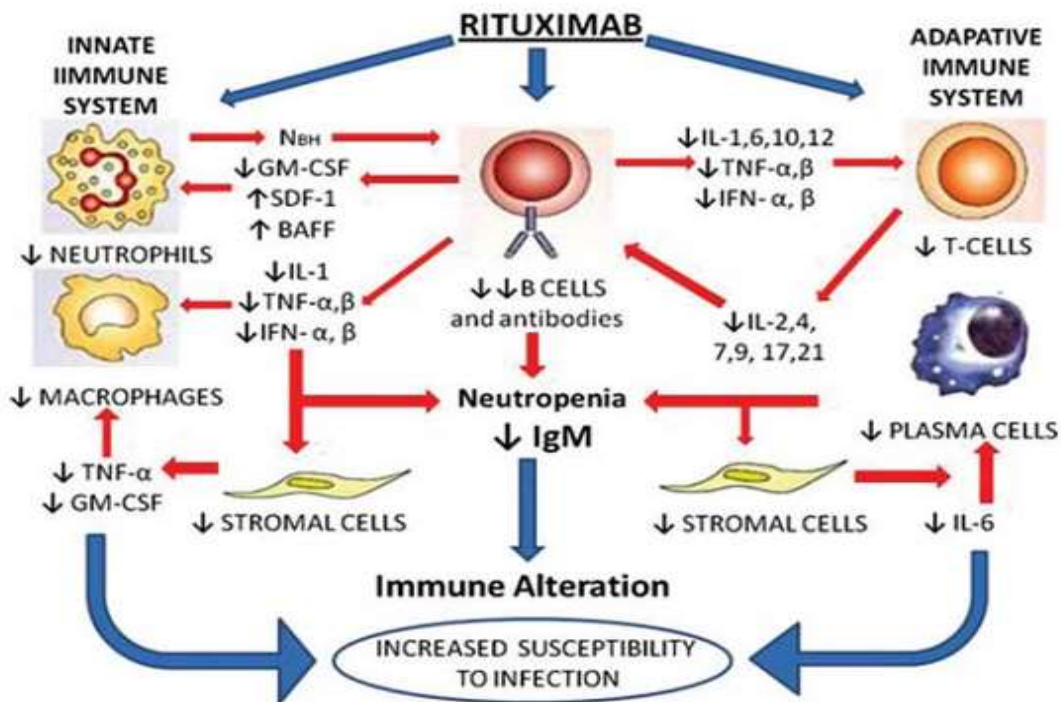 RITUXIMAB
INNATE
IIMMUNE
SYSTEM
ADAPATIVE
IMMUNE
SYSTEM
NBH
↓GM-CSF
↑SDF-1
↑ BAFF
↓IL-1,6,10,12
↓TNF-α,β
↓IFN- α, β
↓ NEUTROPHILS
↓ T-CELLS
↓IL-1
↓TNF-α,β
↓IFN- α, β
↓ ↓B CELLS
and antibodies
↓IL-2,4,
7,9, 17,21
↓ MACROPHAGES
Neutropenia
↓ IgM
↓ PLASMA CELLS
↓ TNF-α
↓ GM-CSF
↓ STROMAL CELLS
↓ STROMAL CELLS
↓ IL-6
Immune Alteration
INCREASED SUSCEPTIBILITY
TO INFECTION